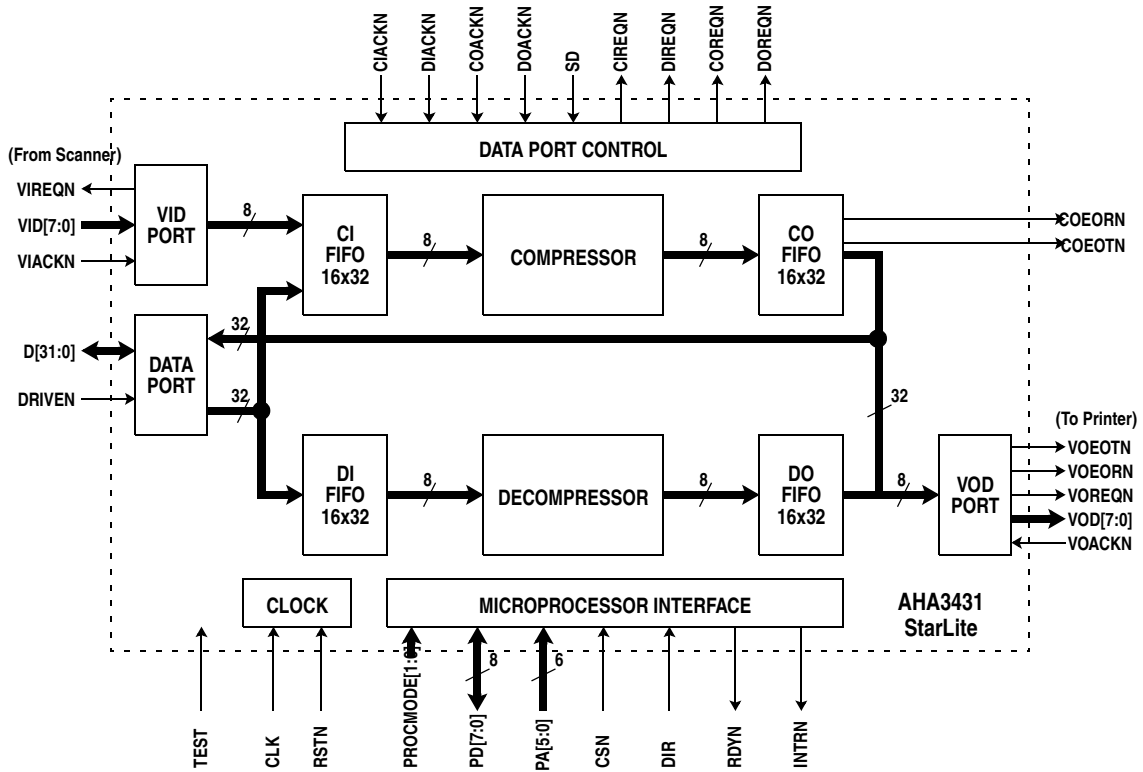 CIACKN
DIACKN
COACKN
DOACKN
SD
CIREQN
DIREQN
COREQN
DOREQN
DATA PORT CONTROL
(From Scanner)
VIREQN
VID[7:0]
VIACKN
VID
PORT
8
CI
FIFO
16x32
8
COMPRESSOR
8
CO
FIFO
16x32
COEORN
COEOTN
D[31:0]
DRIVEN
DATA
PORT
32
32
32
DI
FIFO
16x32
8
DECOMPRESSOR
8
DO
FIFO
16x32
8
VOD
PORT
(To Printer)
VOEOTN
VOEORN
VOREQN
VOD[7:0]
VOACKN
CLOCK
MICROPROCESSOR INTERFACE
AHA3431
StarLite
TEST
CLK
RSTN
PROCMODE[1:0]
PD[7:0]
8
PA[5:0]
6
CSN
DIR
RDYN
INTRN